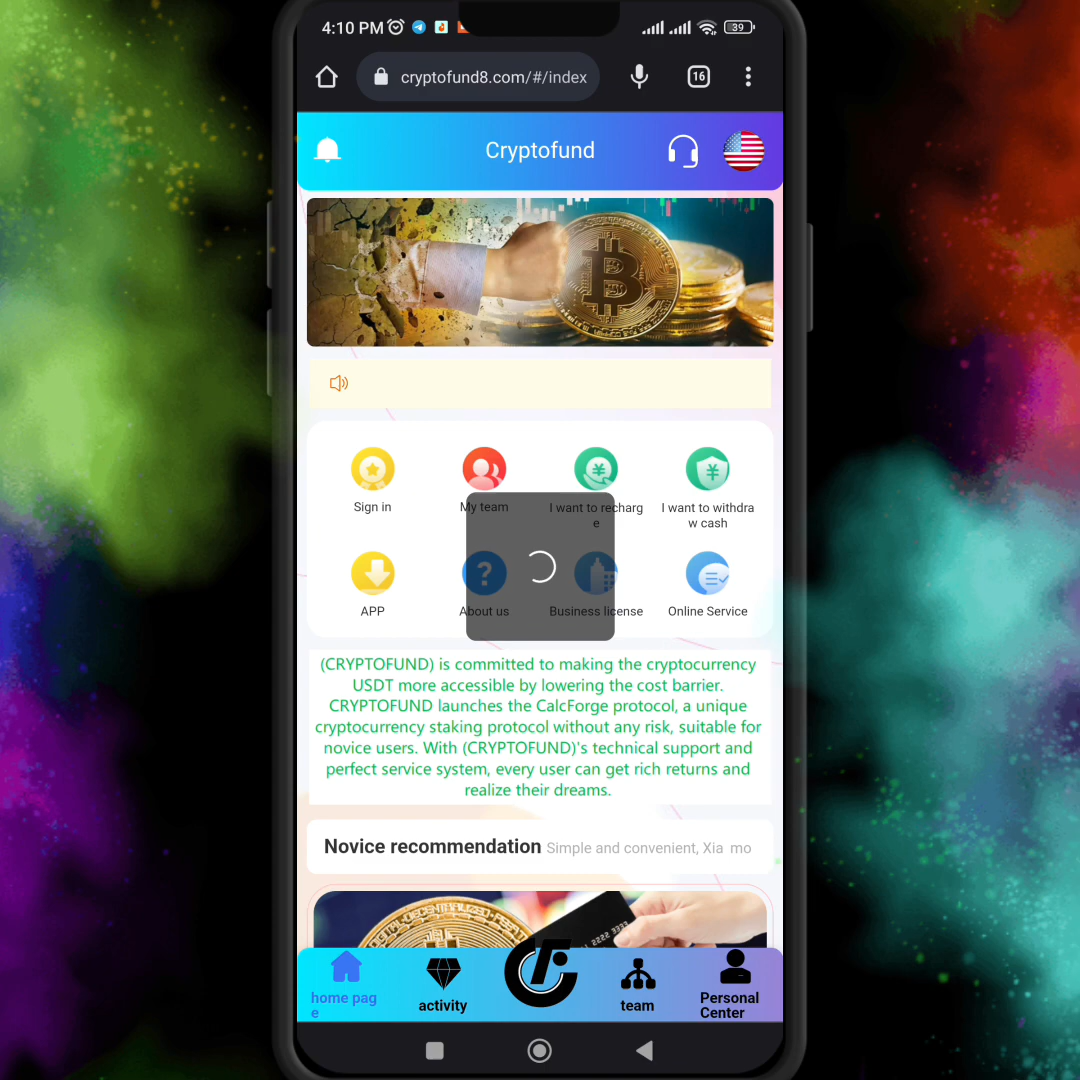 4:10 PM
39
cryptofund8.com/#/index
16
Cryptofund
Sign in
My team
I want to recharg
e
I want to withdra
w cash
APP
About us
Business license
Online Service
(CRYPTOFUND) is committed to making the cryptocurrency
USDT more accessible by lowering the cost barrier.
CRYPTOFUND launches the CalcForge protocol, a unique
cryptocurrency staking protocol without any risk, suitable for
novice users. With (CRYPTOFUND)'s technical support and
perfect service system, every user can get rich returns and
realize their dreams.
Novice recommendation Simple and convenient, Xia mo
home pag
e
activity
team
Personal
Center